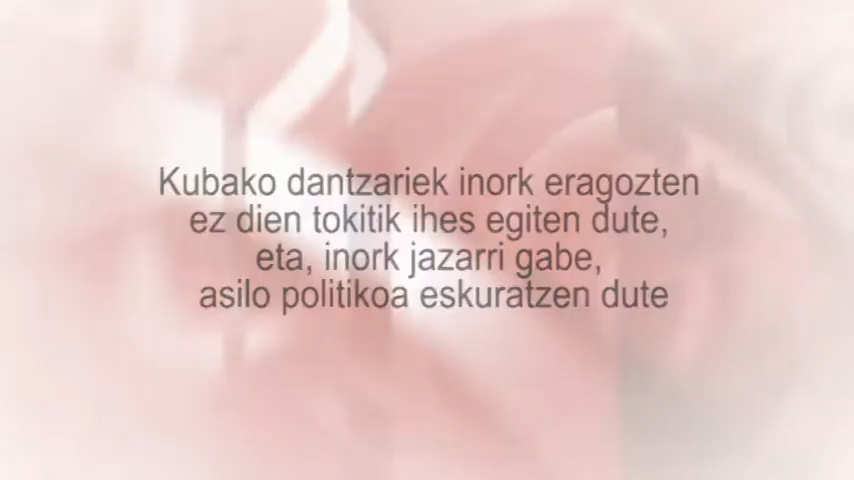 Kubako dantzariek inork eragozten
ez dien tokitik ihes egiten dute,
eta, inork jazarri gabe,
asilo politikoa eskuratzen dute